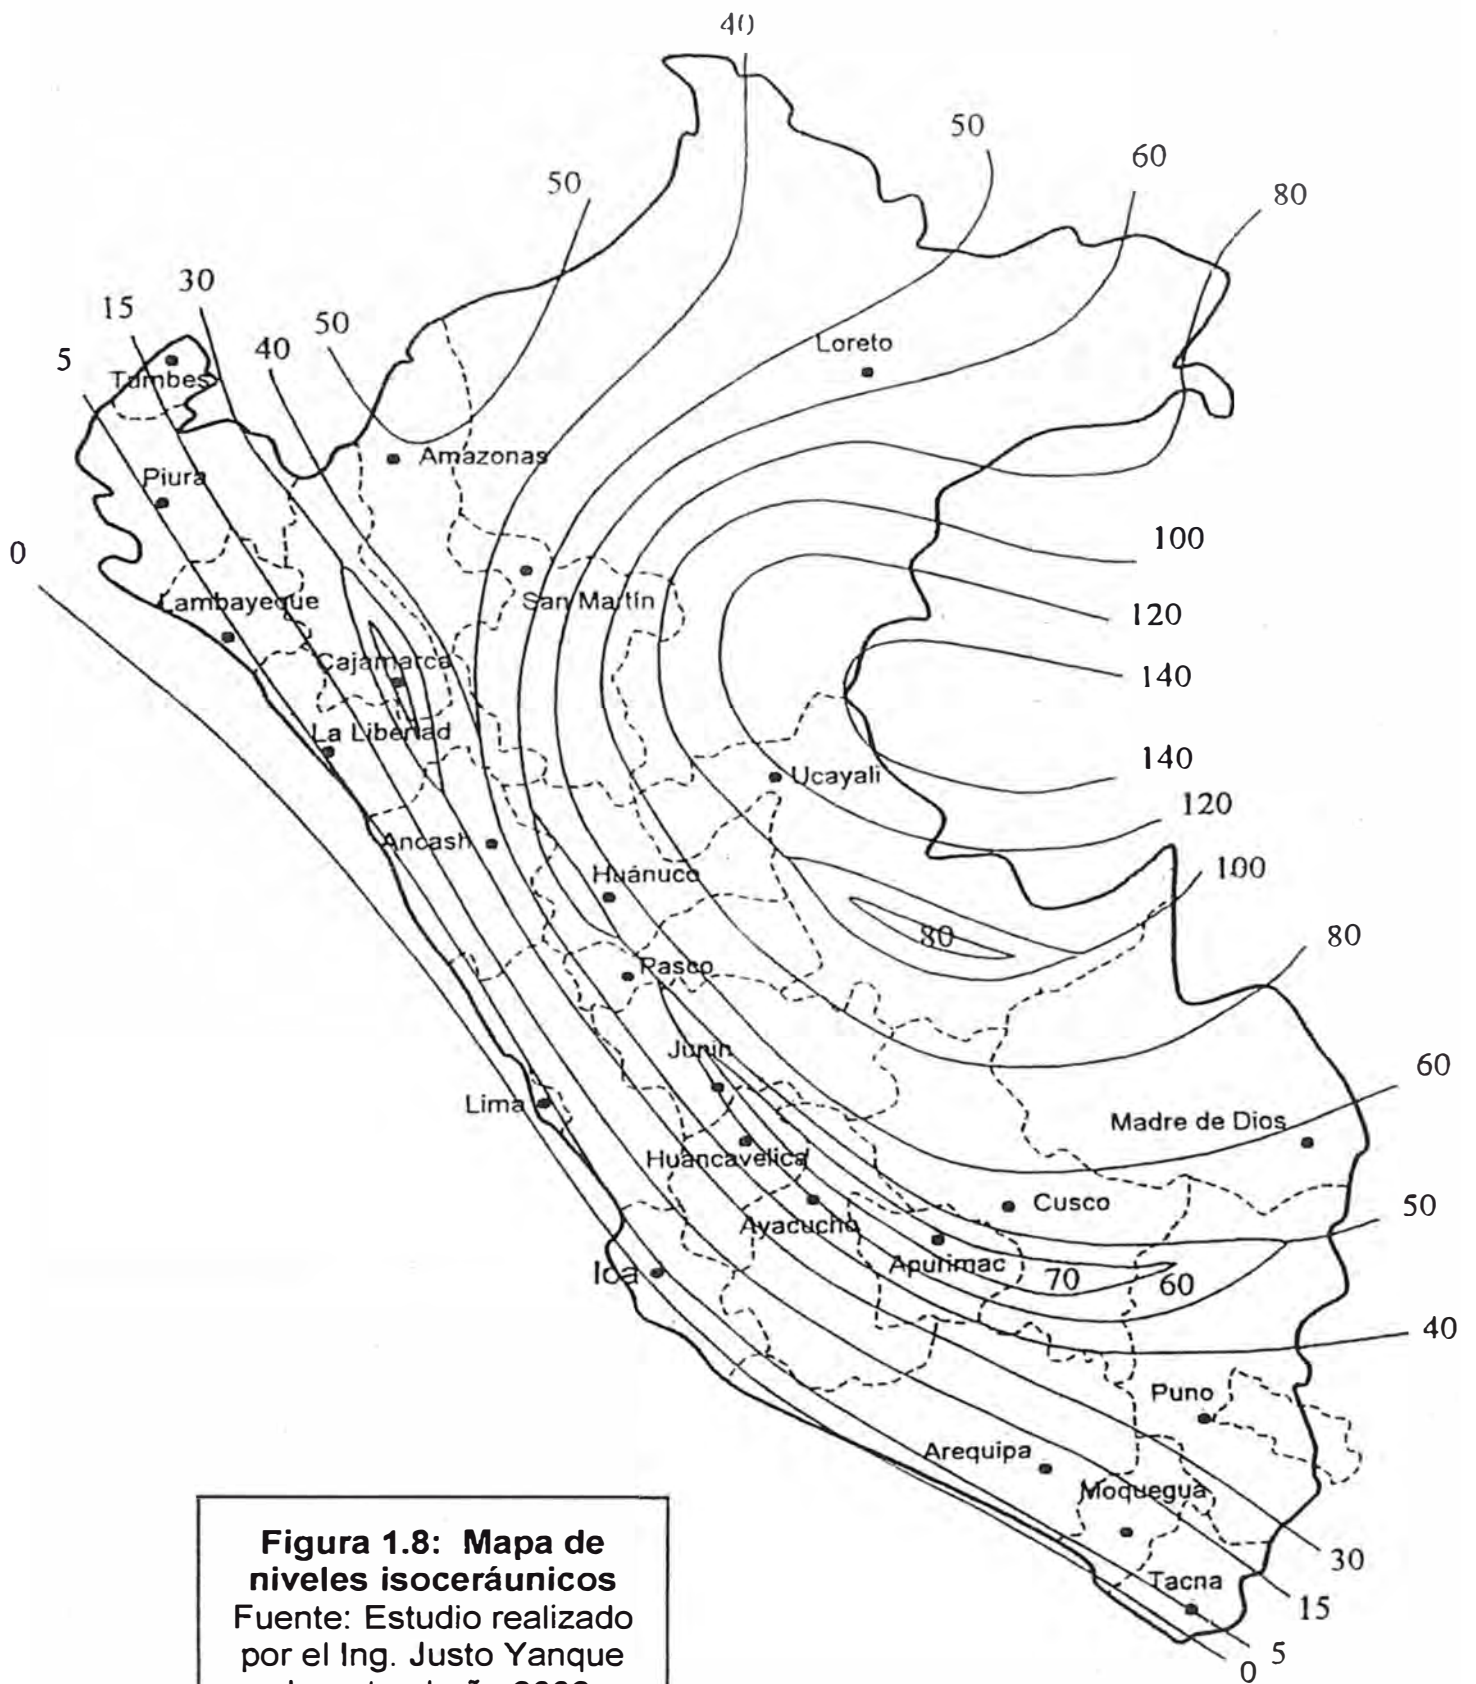 40
50
60
50
80
30
15
50
40
5
Loreto
Tumbes
Amazonas
Piura
0
100
Lambayeque
San Martín
120
Cajamarca
140
La Libertad
140
Ucayali
120
Ancash
Huánuco
100
80
80
Pasco
Junín
60
Lima
Madre de Dios
Huancavelica
Cusco
50
Ayacucho
Apurimac
Ica
70
60
40
Puno
Arequipa
Moquegua
30
Tacna
15
5
0
Figura 1.8: Mapa de
niveles isoceráunicos
Fuente: Estudio realizado
por el Ing. Justo Yanque